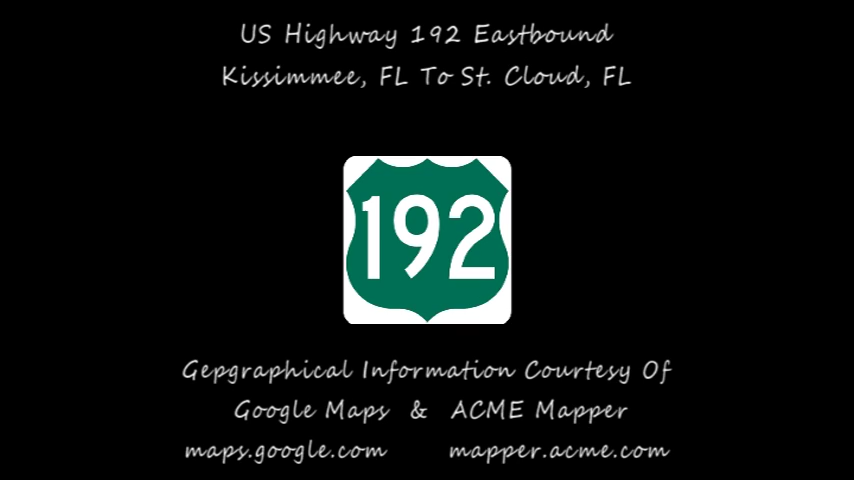 US Highway 192 Eastbound
Kissimmee, FL To St. Cloud, FL
192
Gepgraphical Information Courtesy Of
Google Maps & ACME Mapper
maps.google.com mapper.acme.com